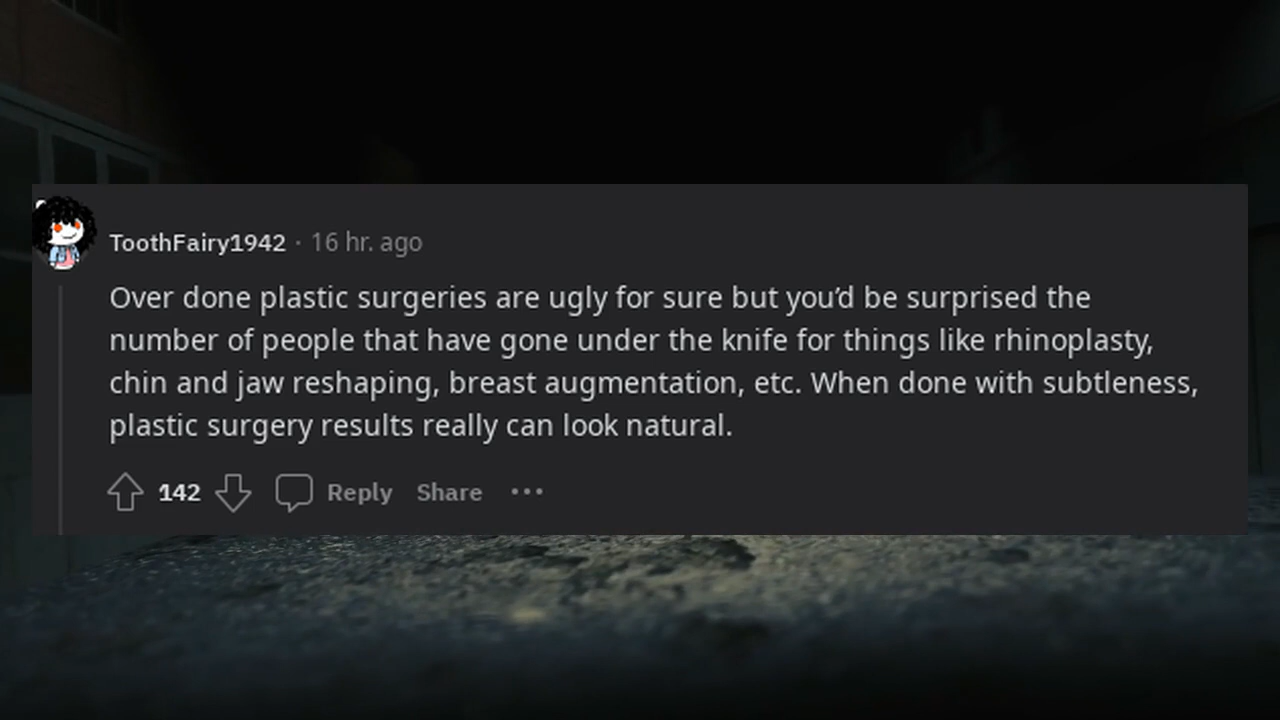 ToothFairy1942 · 16 hr. ago
Over done plastic surgeries are ugly for sure but you’d be surprised the
number of people that have gone under the knife for things like rhinoplasty,
chin and jaw reshaping, breast augmentation, etc. When done with subtleness,
plastic surgery results really can look natural.
142 Reply Share •••